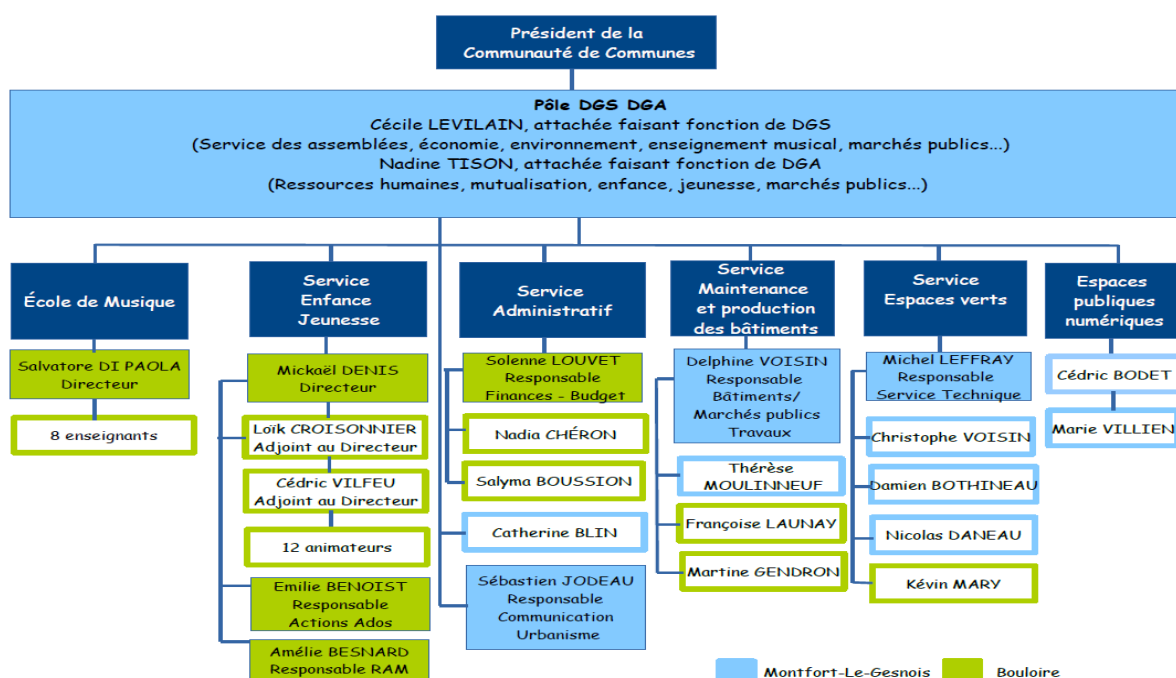 Président de la
Communauté de Communes
Pôle DGS DGA
Cécile LEVILAIN, attachée faisant fonction de DGS
(Service des assemblées, économie, environnement, enseignement musical, marchés publics...)
Nadine TISON, attachée faisant fonction de DGA
(Ressources humaines, mutualisation, enfance, jeunesse, marchés publics...)
École de Musique
Salvatore DI PAOLA
Directeur
8 enseignants
Service
Enfance
Jeunesse
Mickaël DENIS
Directeur
Loïk CROISONNIER
Adjoint au Directeur
Cédric VILFEU
Adjoint au Directeur
12 animateurs
Emilie BENOIST
Responsable
Actions Ados
Amélie BESNARD
Responsable RAM
Service
Administratif
Solenne LOUVET
Responsable
Finances - Budget
Nadia CHÉRON
Salyma BOUSSION
Catherine BLIN
Sébastien JODEAU
Responsable
Communication
Urbanisme
Service
Maintenance
et production
des bâtiments
Delphine VOISIN
Responsable
Bâtiments/
Marchés publics
Travaux
Thérèse
MOULINNEUF
Françoise LAUNAY
Martine GENDRON
Service
Espaces verts
Michel LEFFRAY
Responsable
Service Technique
Christophe VOISIN
Damien BOTHINEAU
Nicolas DANEAU
Kévin MARY
Espaces
publiques
numériques
Cédric BODET
Marie VILLIEN
Montfort-Le-Gesnois
Bouloire